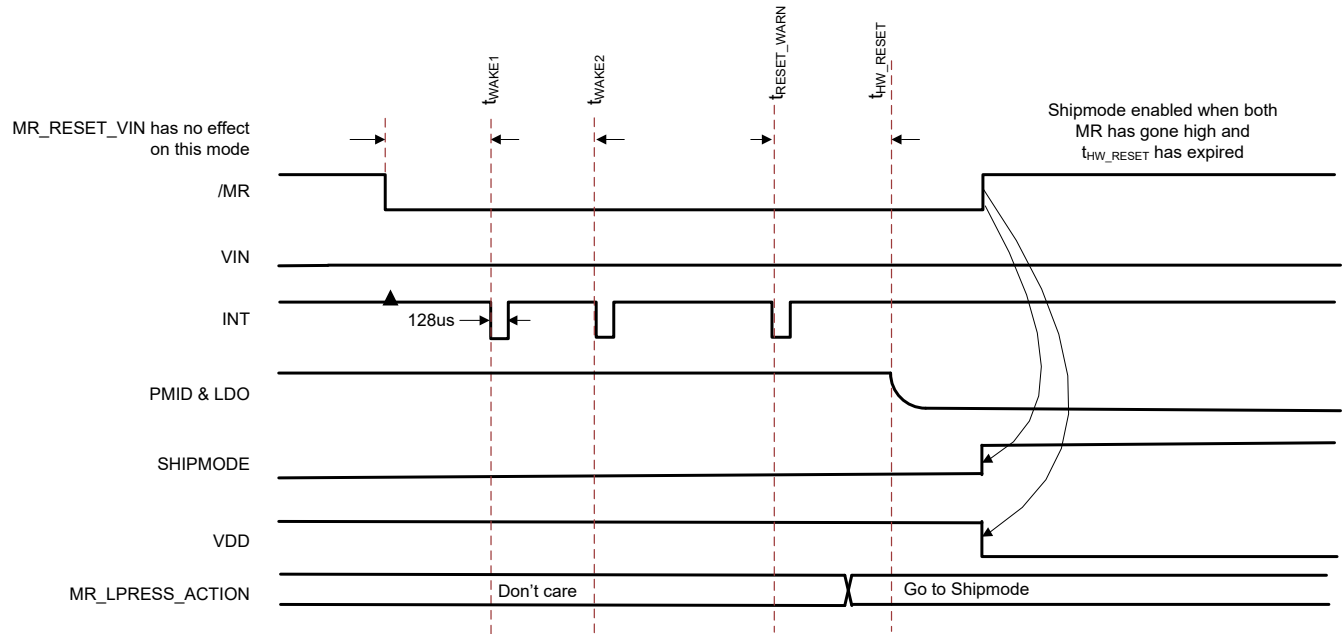 tWAKE1
tWAKE2
tRESET_WARN
tHW_RESET
MR_RESET_VIN has no effect
on this mode
Shipmode enabled when both
MR has gone high and
tHW_RESET has expired
/MR
VIN
INT
128us
PMID & LDO
SHIPMODE
VDD
MR_LPRESS_ACTION
Don't care
Go to Shipmode